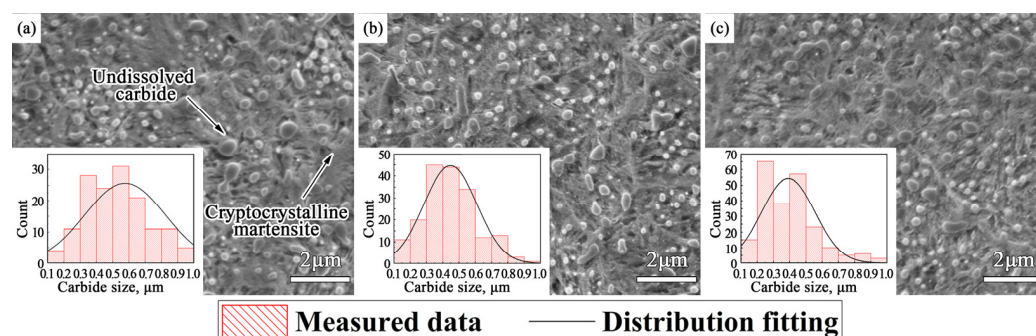 (a)
Undissolved
carbide
Cryptocrystalline
martensite
30
20
10
0
Count
0.1 0.2 0.3 0.4 0.5 0.6 0.7 0.8 0.9 1.0
Carbide size, μm
2μm
(b)
50
40
30
20
10
0
Count
0.1 0.2 0.3 0.4 0.5 0.6 0.7 0.8 0.9 1.0
Carbide size, μm
2μm
(c)
70
60
50
40
30
20
10
0
Count
0.1 0.2 0.3 0.4 0.5 0.6 0.7 0.8 0.9 1.0
Carbide size, μm
2μm
Measured data
Distribution fitting